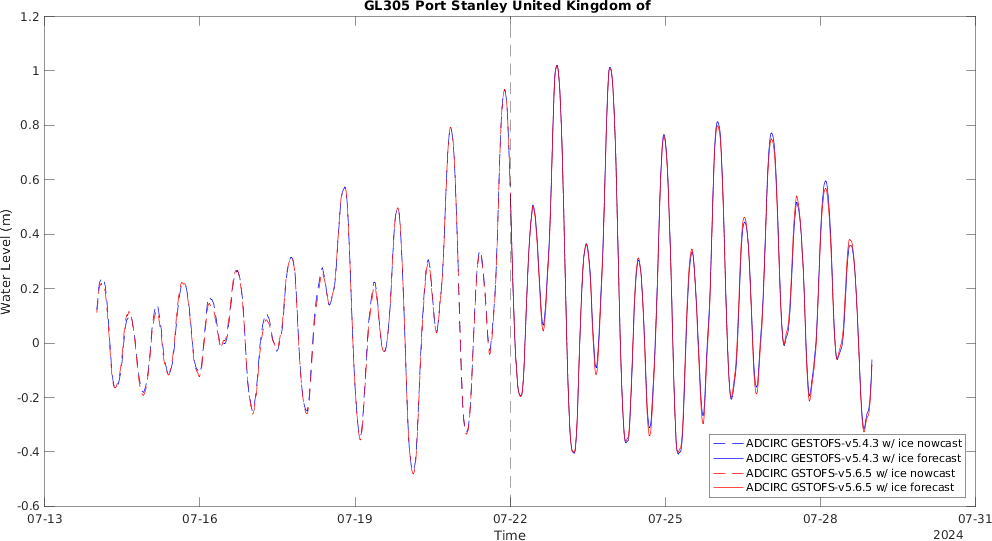 GL305 Port Stanley United Kingdom of
1.2
1
0.8
0.6
0.4
0.2
0
-0.2
-0.4
-0.6
Water Level (m)
ADCIRC GESTOFS-v5.4.3 w/ ice nowcast
ADCIRC GESTOFS-v5.4.3 w/ ice forecast
ADCIRC GSTOFS-v5.6.5 w/ ice nowcast
ADCIRC GSTOFS-v5.6.5 w/ ice forecast
07-13 07-16 07-19 07-22 07-25 07-28 07-31
Time
2024